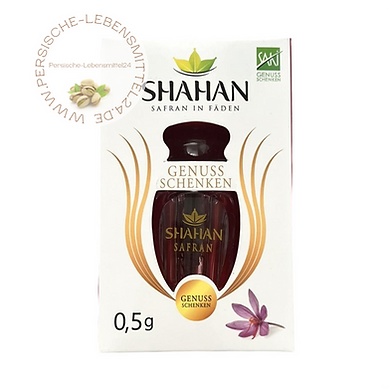 WWW.PERSISCHE-LEBENSMITTEL24.DE
Persische-Lebensmittel24
SAN
GENUSS
SCHENKEN
SHAHAN
SAFRAN IN FÄDEN
GENUSS
SCHENKEN
SHAHAN
SAFRAN
GENUSS
SCHENKEN
0,5g